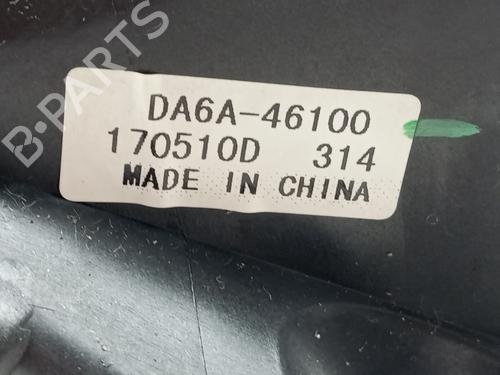 DA6A-46100
170510D 314
MADE IN CHINA
B-PARTS